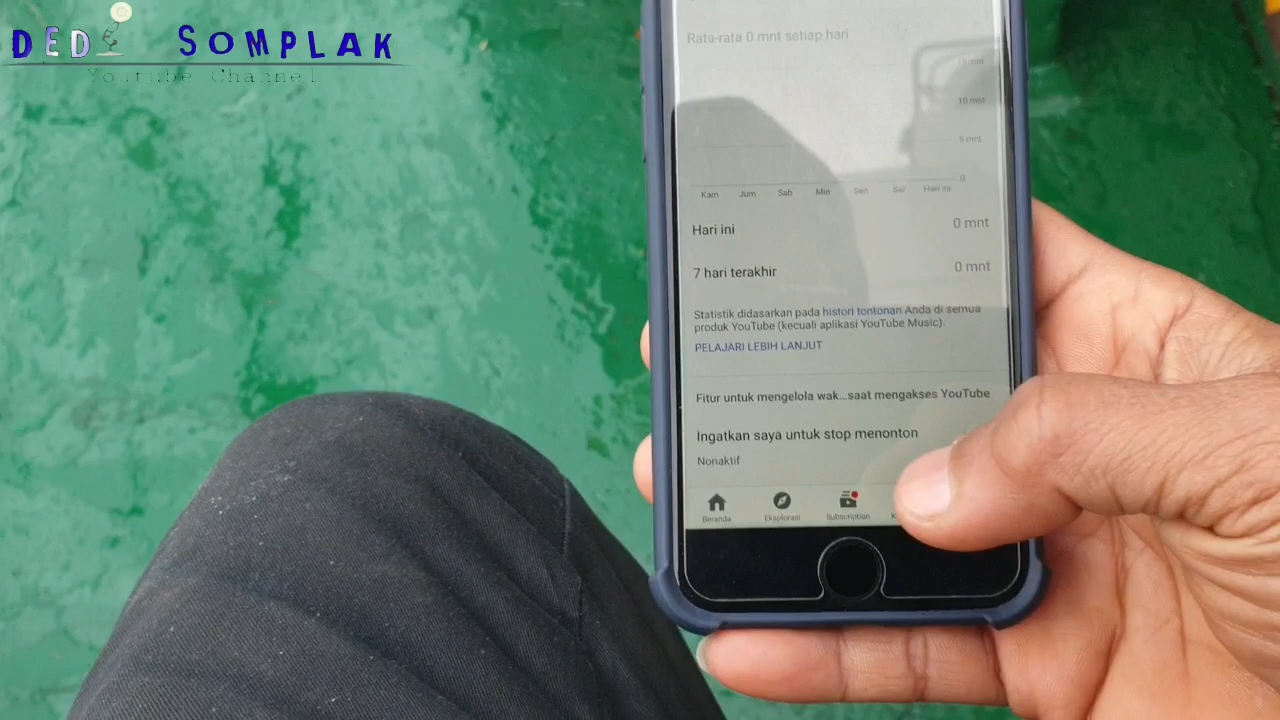 DEDI SOMPLAK
Youtube Channel
Rata-rata 0 mnt setiap hari
15 mnt
10 mnt
5 mnt
0
Kam Jum Sab Min Sen Sel Hari ini
Hari ini 0 mnt
7 hari terakhir 0 mnt
Statistik didasarkan pada histori tontonan Anda di semua
produk YouTube (kecuali aplikasi YouTube Music).
PELAJARI LEBIH LANJUT
Fitur untuk mengelola wak...saat mengakses YouTube
Ingatkan saya untuk stop menonton
Nonaktif
Beranda Eksplorasi Subscription